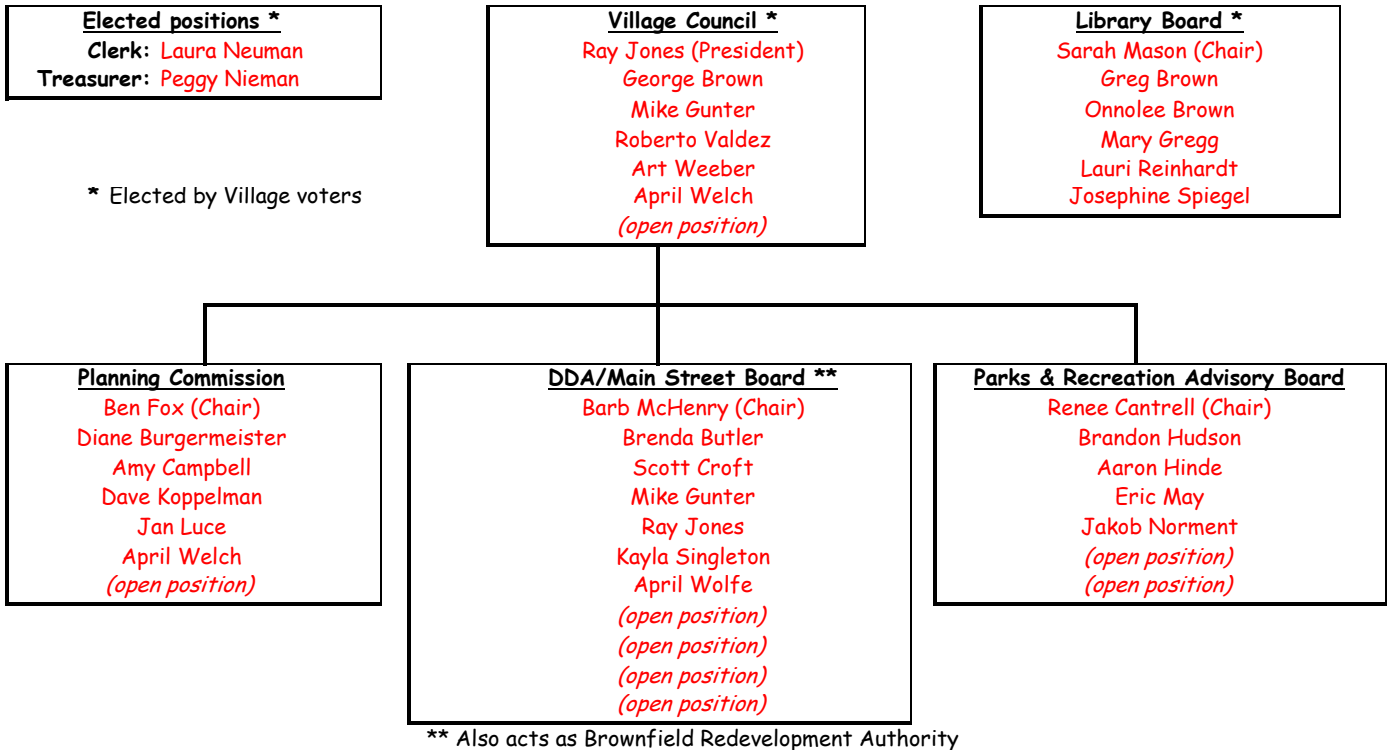 Elected positions *
Clerk: Laura Neuman
Treasurer: Peggy Nieman
* Elected by Village voters
Village Council *
Ray Jones (President)
George Brown
Mike Gunter
Roberto Valdez
Art Weeber
April Welch
(open position)
Library Board *
Sarah Mason (Chair)
Greg Brown
Onnolee Brown
Mary Gregg
Lauri Reinhardt
Josephine Spiegel
Planning Commission
Ben Fox (Chair)
Diane Burgermeister
Amy Campbell
Dave Koppelman
Jan Luce
April Welch
(open position)
DDA/Main Street Board **
Barb McHenry (Chair)
Brenda Butler
Scott Croft
Mike Gunter
Ray Jones
Kayla Singleton
April Wolfe
(open position)
(open position)
(open position)
(open position)
** Also acts as Brownfield Redevelopment Authority
Parks & Recreation Advisory Board
Renee Cantrell (Chair)
Brandon Hudson
Aaron Hinde
Eric May
Jakob Norment
(open position)
(open position)